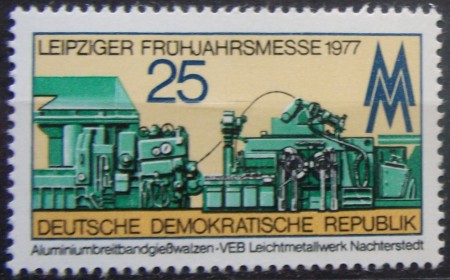 LEIPZIGER FRÜHJAHRSMESSE 1977
25
MM
DEUTSCHE DEMOKRATISCHE REPUBLIK
Aluminiumbreitbandgießwalzen · VEB Leichtmetallwerk Nachterstedt